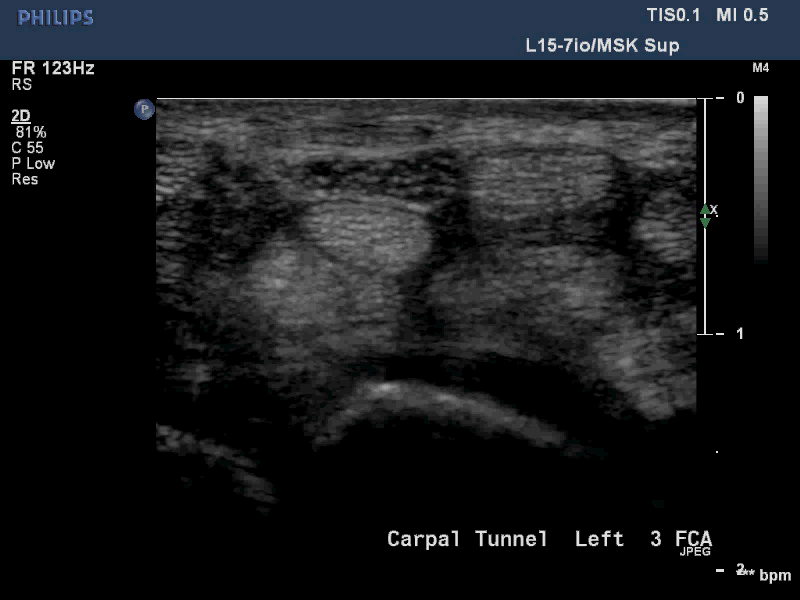 PHILIPS
TIS0.1 MI 0.5
L15-7io/MSK Sup
FR 123Hz
RS
M4
2D
81%
C 55
P Low
Res
P
0
X
1
Carpal Tunnel Left 3 FCA
JPEG
2
*** bpm